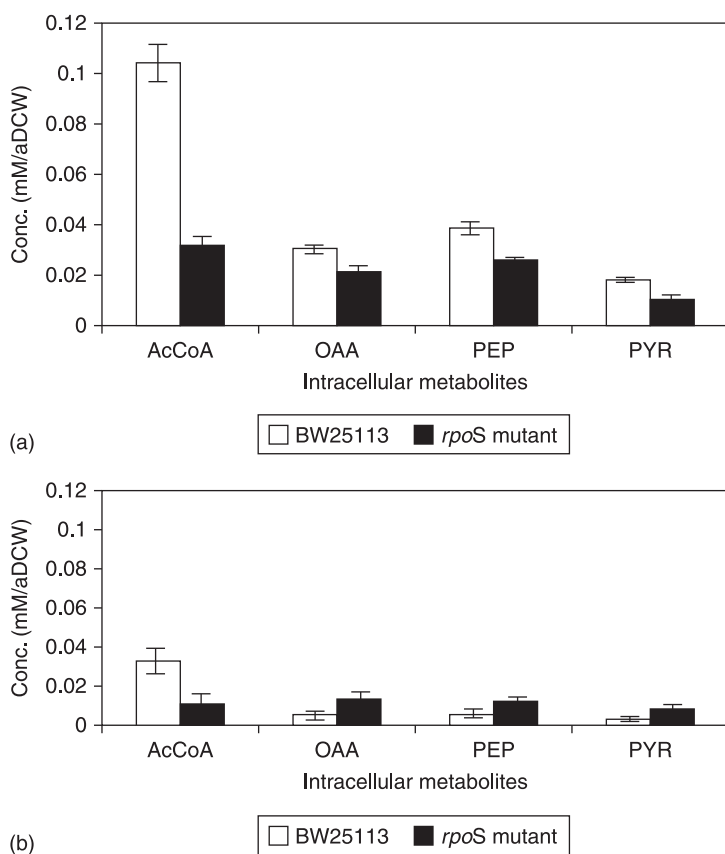 0.12
0.1
0.08
0.06
0.04
0.02
0
Conc. (mM/aDCW)
AcCoA OAA PEP PYR
Intracellular metabolites
(a)
BW25113 rpoS mutant
0.12
0.1
0.08
0.06
0.04
0.02
0
Conc. (mM/aDCW)
AcCoA OAA PEP PYR
Intracellular metabolites
BW25113 rpoS mutant
(b)